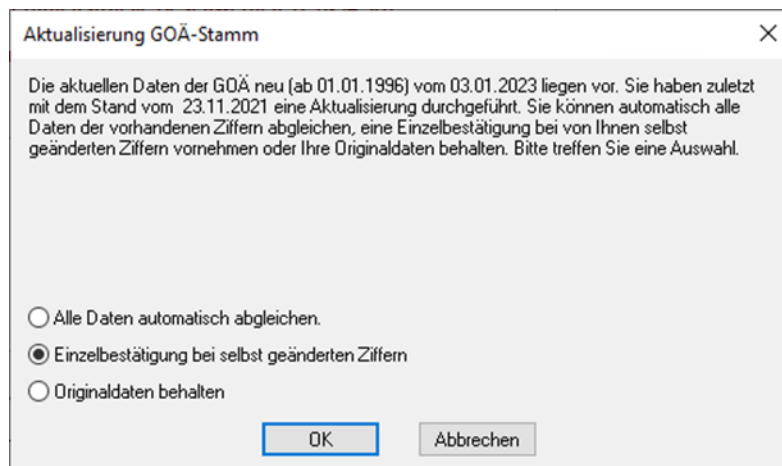 Aktualisierung GOÄ-Stamm
Die aktuellen Daten der GOÄ neu (ab 01.01.1996) vom 03.01.2023 liegen vor. Sie haben zuletzt
mit dem Stand vom 23.11.2021 eine Aktualisierung durchgeführt. Sie können automatisch alle
Daten der vorhandenen Ziffern abgleichen, eine Einzelbestätigung bei von Ihnen selbst
geänderten Ziffern vornehmen oder Ihre Originaldaten behalten. Bitte treffen Sie eine Auswahl.
Alle Daten automatisch abgleichen.
Einzelbestätigung bei selbst geänderten Ziffern
Originaldaten behalten
OK Abbrechen